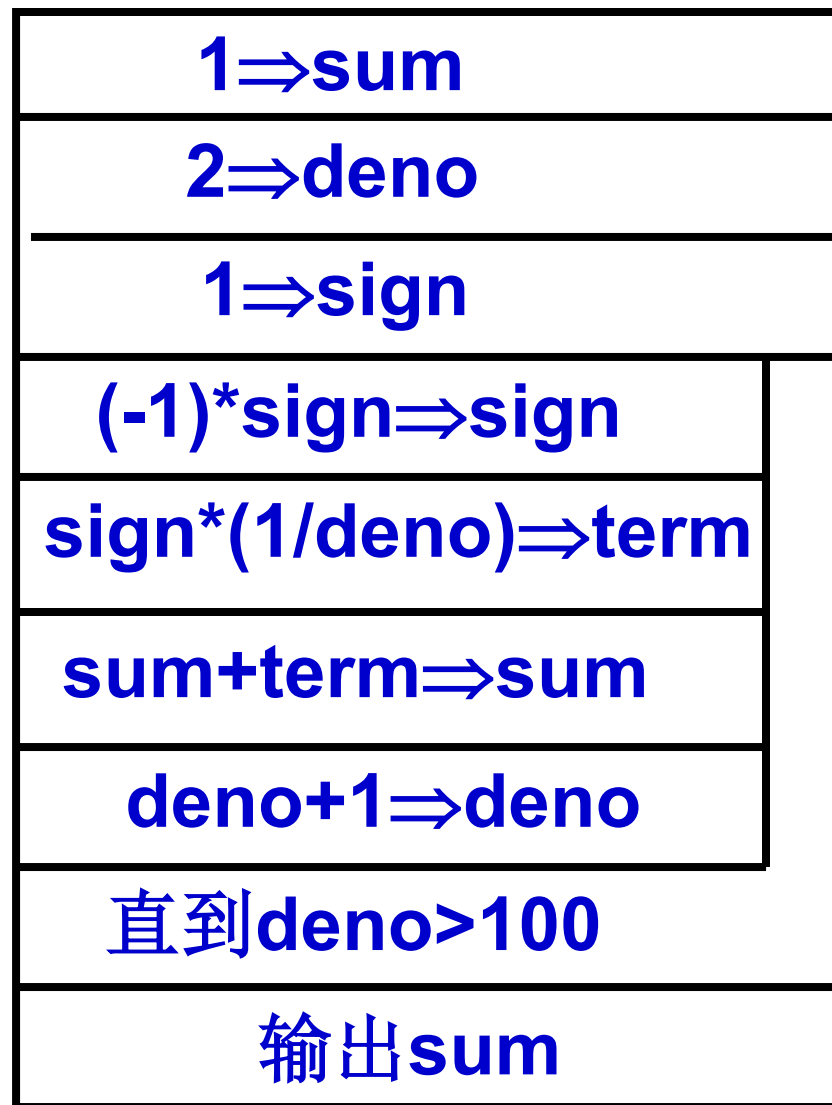 1⇒sum
2⇒deno
1⇒sign
(-1)*sign⇒sign
sign*(1/deno)⇒term
sum+term⇒sum
deno+1⇒deno
直到deno>100
输出sum